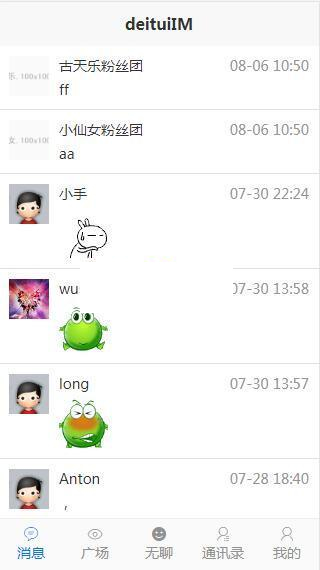 deituiIM
古天乐粉丝团 08-06 10:50
乐. 100x100
ff
小仙女粉丝团 08-06 10:50
女. 100x100
aa
小手 07-30 22:24
wu 07-30 13:58
long 07-30 13:57
Anton 07-28 18:40
,
消息 广场 无聊 通讯录 我的